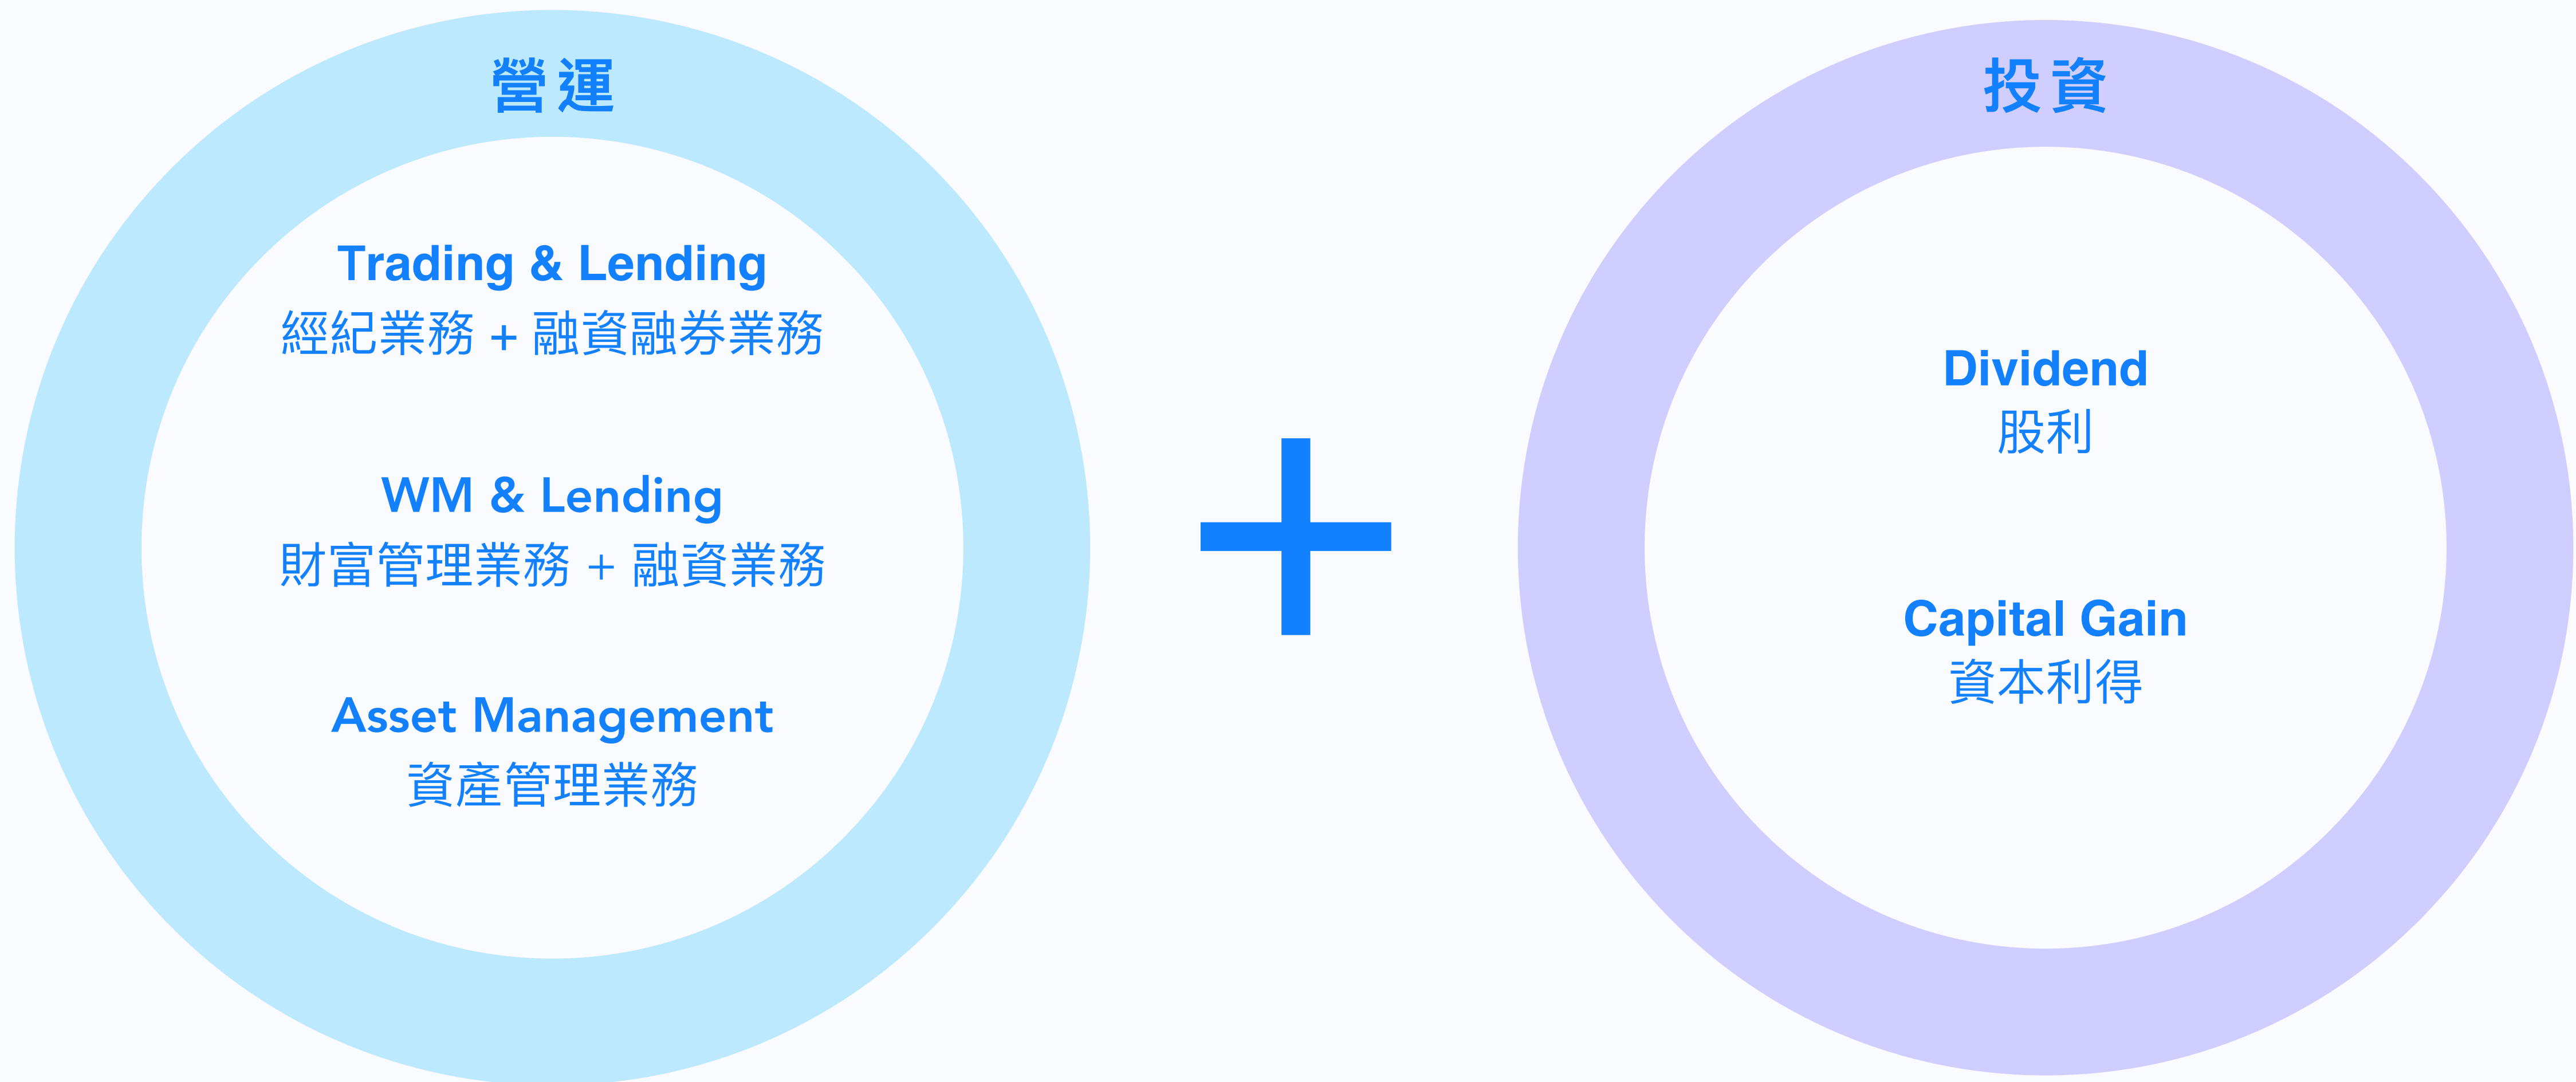 營運
Trading & Lending
經紀業務 + 融資融券業務
WM & Lending
財富管理業務 + 融資業務
Asset Management
資產管理業務
+
投資
Dividend
股利
Capital Gain
資本利得